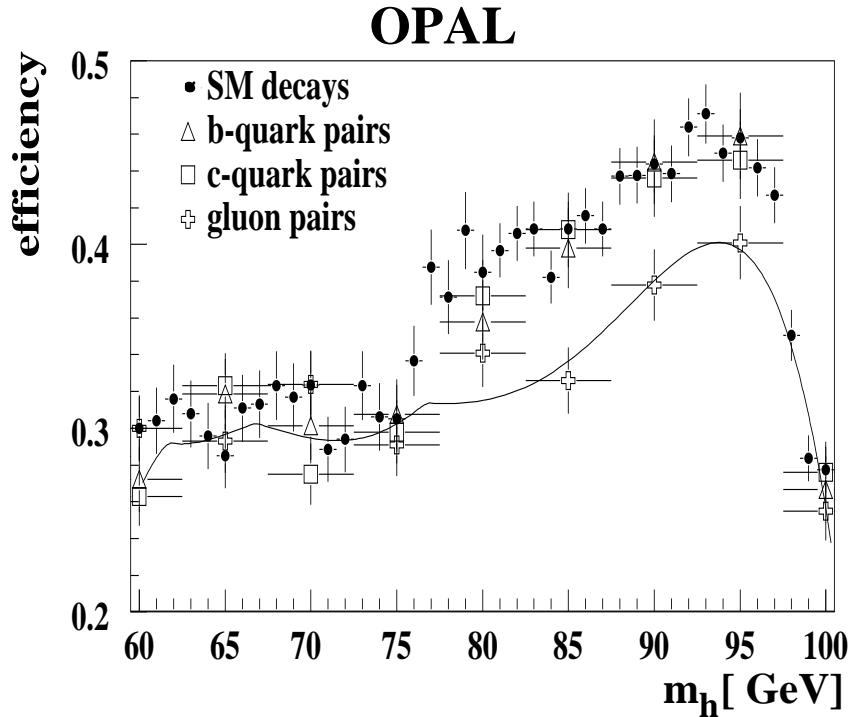 OPAL
efficiency
0.5
0.4
0.3
0.2
SM decays
b-quark pairs
c-quark pairs
gluon pairs
60 65 70 75 80 85 90 95 100
m_h[ GeV]